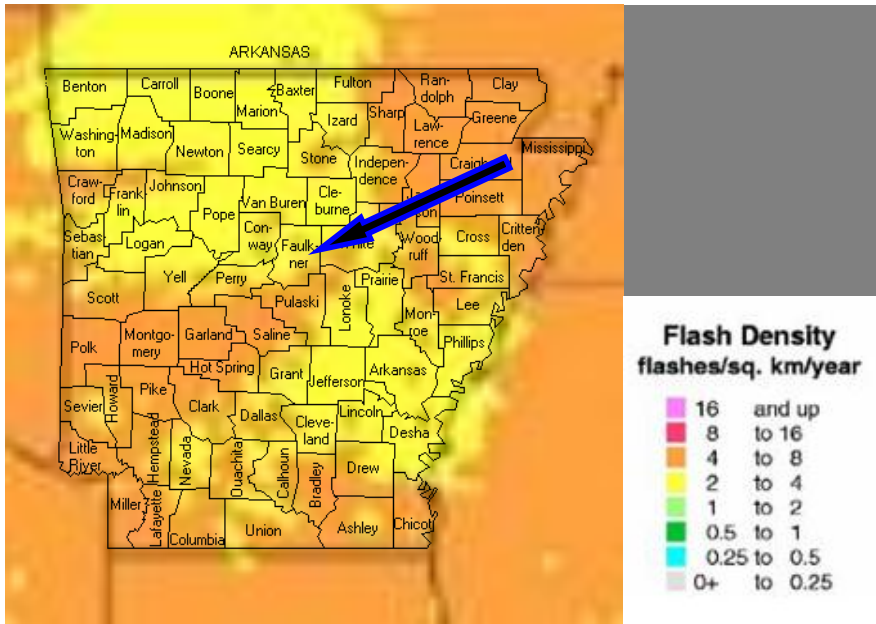 ARKANSAS
Benton
Carroll
Boone
Marion
Baxter
Fulton
Ran-
dolph
Clay
Izard
Sharp
Law-
rence
Greene
Washing-
ton
Madison
Newton
Searcy
Stone
Indepen-
dence
Mississippi
Craw-
ford
Frank-
lin
Johnson
Pope
Van Buren
Cle-
burne
Poinsett
Sebas-
tian
Logan
Con-
way
Faulk-
ner
Wood-
ruff
Cross
Critten-
den
Scott
Yell
Perry
Pulaski
Lonoke
Prairie
St. Francis
Lee
Mon-
roe
Phillips
Polk
Montgo-
mery
Garland
Saline
Hot Spring
Grant
Jefferson
Arkansas
Sevier
Howard
Pike
Clark
Dallas
Cleve-
land
Lincoln
Desha
Little
River
Hempstead
Nevada
Ouachita
Calhoun
Bradley
Drew
Miller
Lafayette
Columbia
Union
Ashley
Chicot
Flash Density
flashes/sq. km/year
16 and up
8 to 16
4 to 8
2 to 4
1 to 2
0.5 to 1
0.25 to 0.5
0+ to 0.25